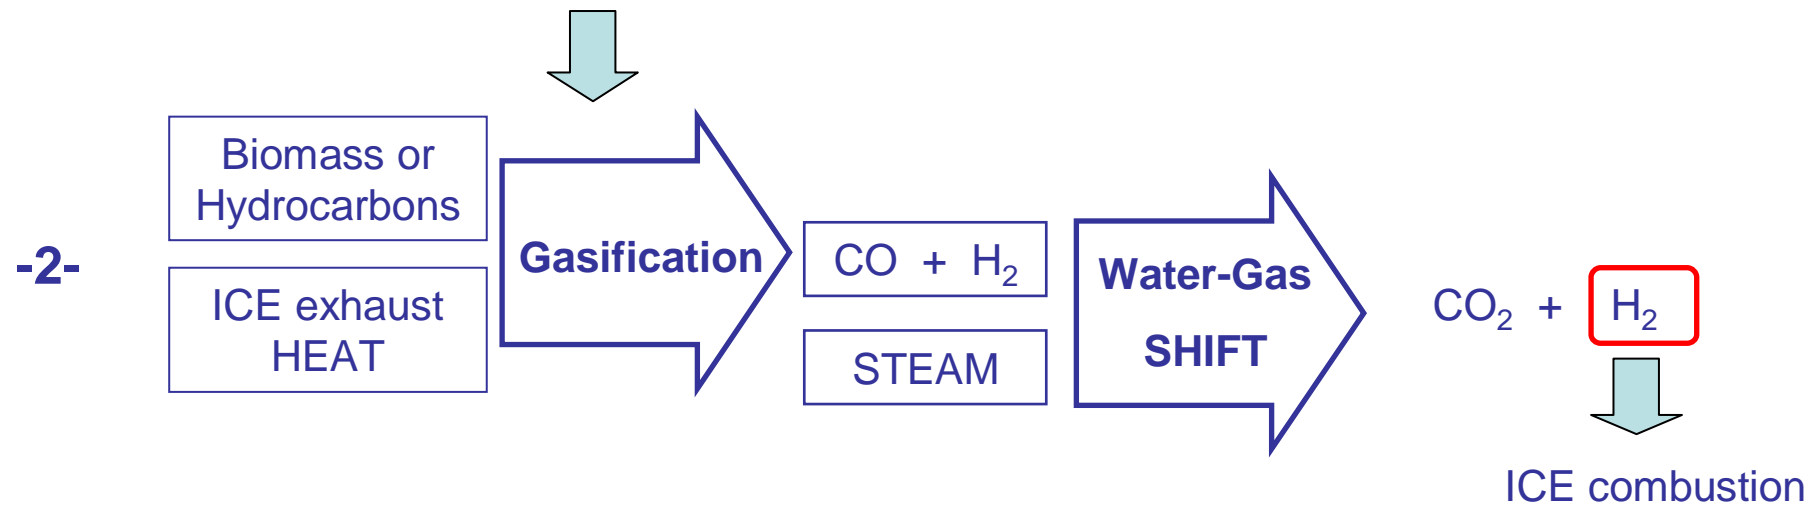 -2-
Biomass or
Hydrocarbons
ICE exhaust
HEAT
Gasification
CO + H₂
STEAM
Water-Gas
SHIFT
CO₂ + H₂
ICE combustion